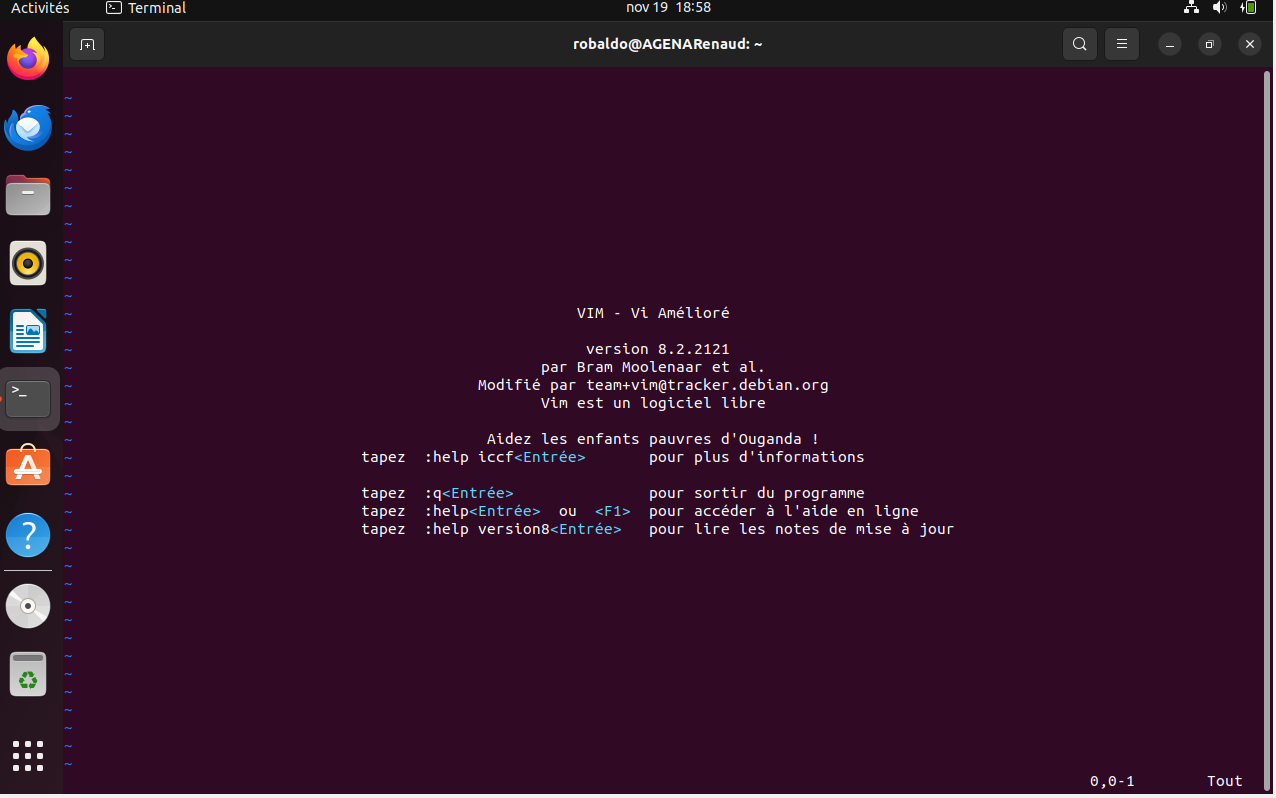 Activités Terminal nov 19 18:58
robaldo@AGENARenaud: ~
~
~
~
~
~
~
~
~
~
~
~
~
~ VIM - Vi Amélioré
~
~ version 8.2.2121
~ par Bram Moolenaar et al.
~ Modifié par team+vim@tracker.debian.org
~ Vim est un logiciel libre
~
~ Aidez les enfants pauvres d'Ouganda !
~ tapez :help iccf<Entrée> pour plus d'informations
~
~ tapez :q<Entrée> pour sortir du programme
~ tapez :help<Entrée> ou <F1> pour accéder à l'aide en ligne
~ tapez :help version8<Entrée> pour lire les notes de mise à jour
~
~
~
~
~
~
~
~
~
~
~
~
~
0,0-1 Tout